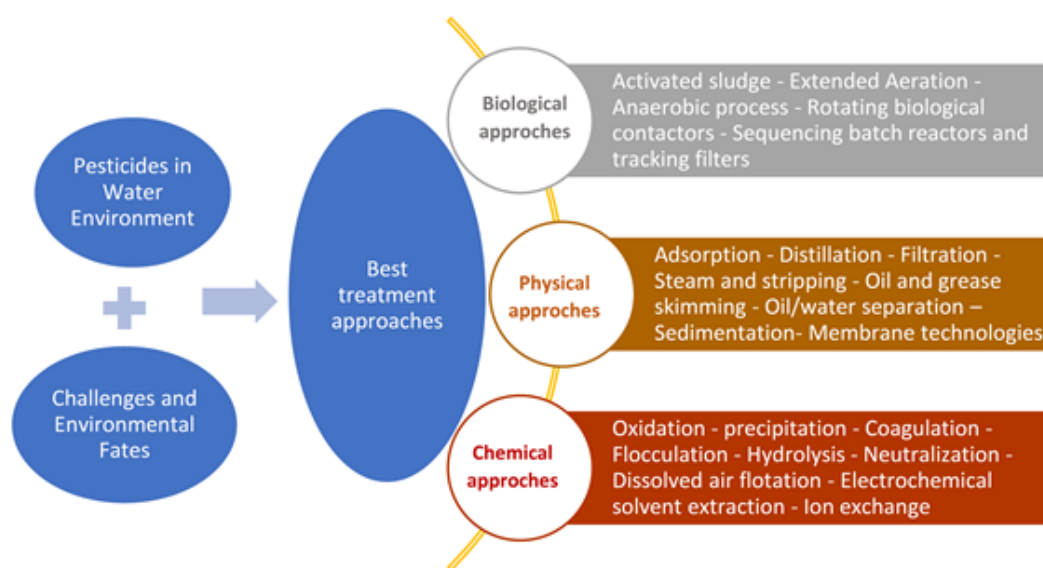 Pesticides in
Water
Environment
Challenges and
Environmental
Fates
Best
treatment
approaches
Biological
approches
Activated sludge - Extended Aeration -
Anaerobic process - Rotating biological
contactors - Sequencing batch reactors and
tracking filters
Physical
approches
Adsorption - Distillation - Filtration -
Steam and stripping - Oil and grease
skimming - Oil/water separation –
Sedimentation- Membrane technologies
Chemical
approches
Oxidation - precipitation - Coagulation -
Flocculation - Hydrolysis - Neutralization -
Dissolved air flotation - Electrochemical
solvent extraction - Ion exchange